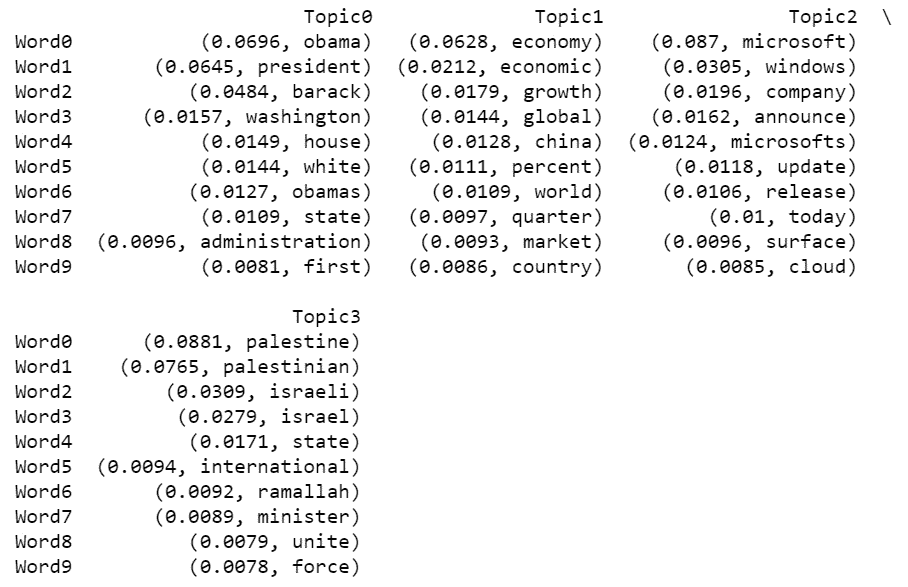 Topic0 Topic1 Topic2 \
Word0 (0.0696, obama) (0.0628, economy) (0.087, microsoft)
Word1 (0.0645, president) (0.0212, economic) (0.0305, windows)
Word2 (0.0484, barack) (0.0179, growth) (0.0196, company)
Word3 (0.0157, washington) (0.0144, global) (0.0162, announce)
Word4 (0.0149, house) (0.0128, china) (0.0124, microsofts)
Word5 (0.0144, white) (0.0111, percent) (0.0118, update)
Word6 (0.0127, obamas) (0.0109, world) (0.0106, release)
Word7 (0.0109, state) (0.0097, quarter) (0.01, today)
Word8 (0.0096, administration) (0.0093, market) (0.0096, surface)
Word9 (0.0081, first) (0.0086, country) (0.0085, cloud)
Topic3
Word0 (0.0881, palestine)
Word1 (0.0765, palestinian)
Word2 (0.0309, israeli)
Word3 (0.0279, israel)
Word4 (0.0171, state)
Word5 (0.0094, international)
Word6 (0.0092, ramallah)
Word7 (0.0089, minister)
Word8 (0.0079, unite)
Word9 (0.0078, force)